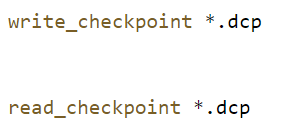 write_checkpoint *.dcp
read_checkpoint *.dcp